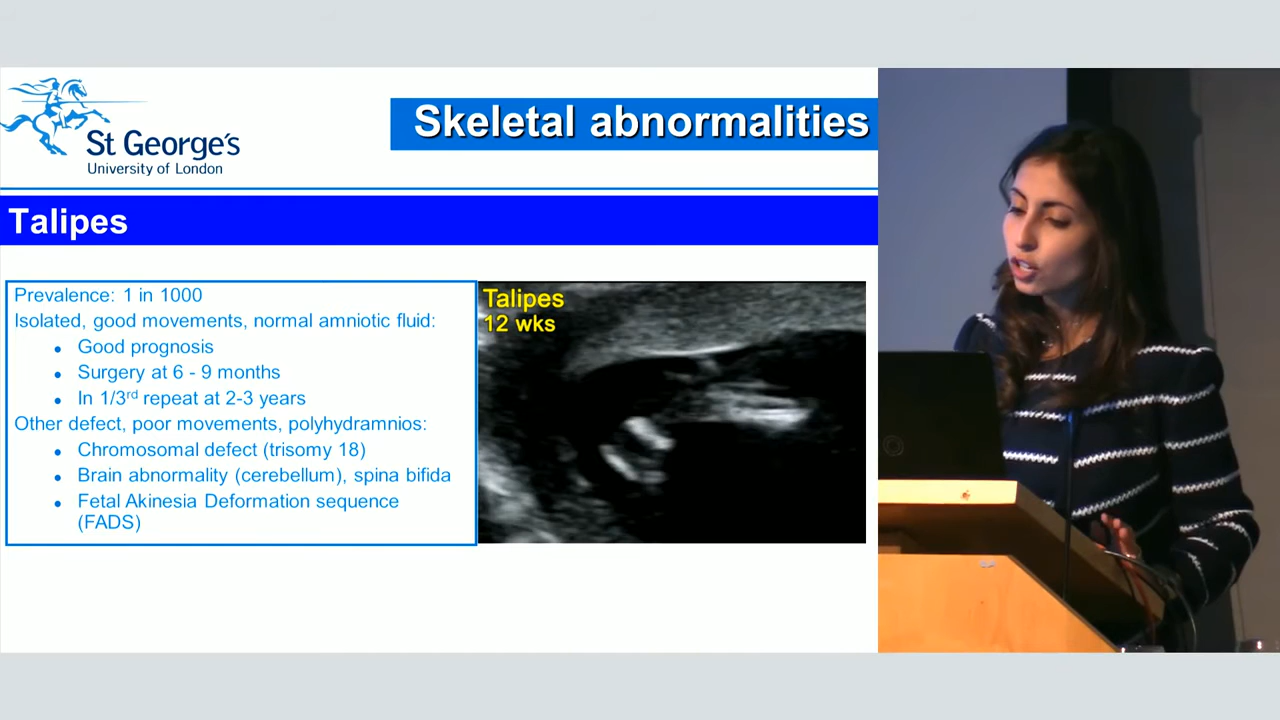 St George's
University of London
Skeletal abnormalities
Talipes
Prevalence: 1 in 1000
Isolated, good movements, normal amniotic fluid:
• Good prognosis
• Surgery at 6 - 9 months
• In 1/3rd repeat at 2-3 years
Other defect, poor movements, polyhydramnios:
• Chromosomal defect (trisomy 18)
• Brain abnormality (cerebellum), spina bifida
• Fetal Akinesia Deformation sequence
(FADS)
Talipes
12 wks